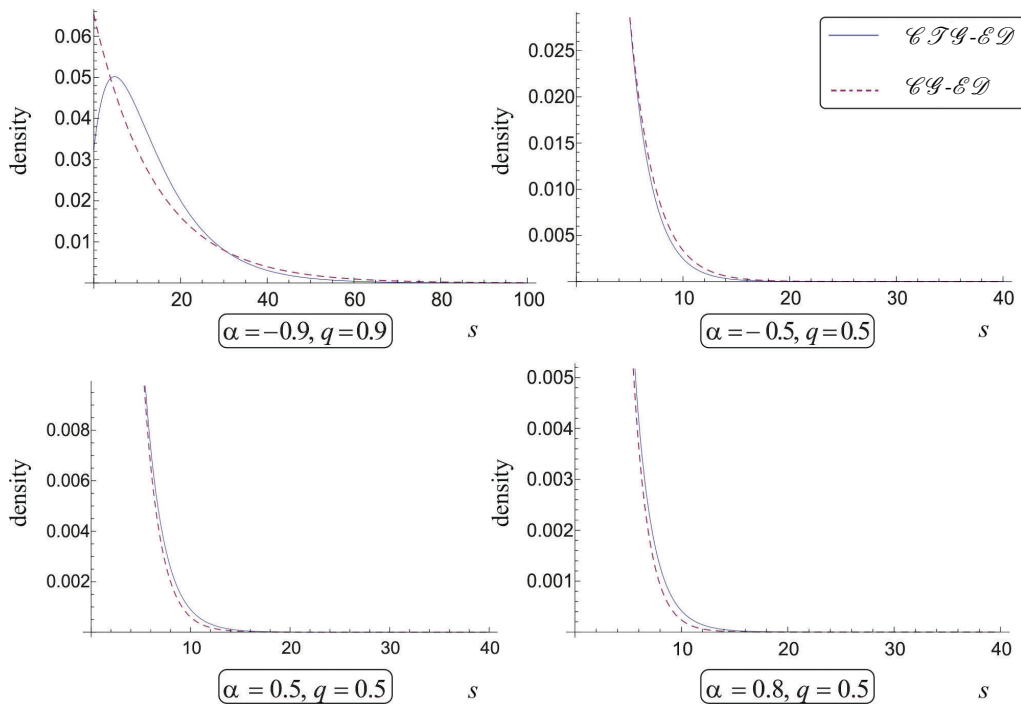 density
0.06
0.05
0.04
0.03
0.02
0.01
20 40 60 80 100
α = −0.9, q = 0.9
s
density
0.025
0.020
0.015
0.010
0.005
10 20 30 40
α = −0.5, q = 0.5
s
𝒞𝒯𝒢-ℰ𝒟
𝒞𝒢-ℰ𝒟
density
0.008
0.006
0.004
0.002
10 20 30 40
α = 0.5, q = 0.5
s
density
0.005
0.004
0.003
0.002
0.001
10 20 30 40
α = 0.8, q = 0.5
s